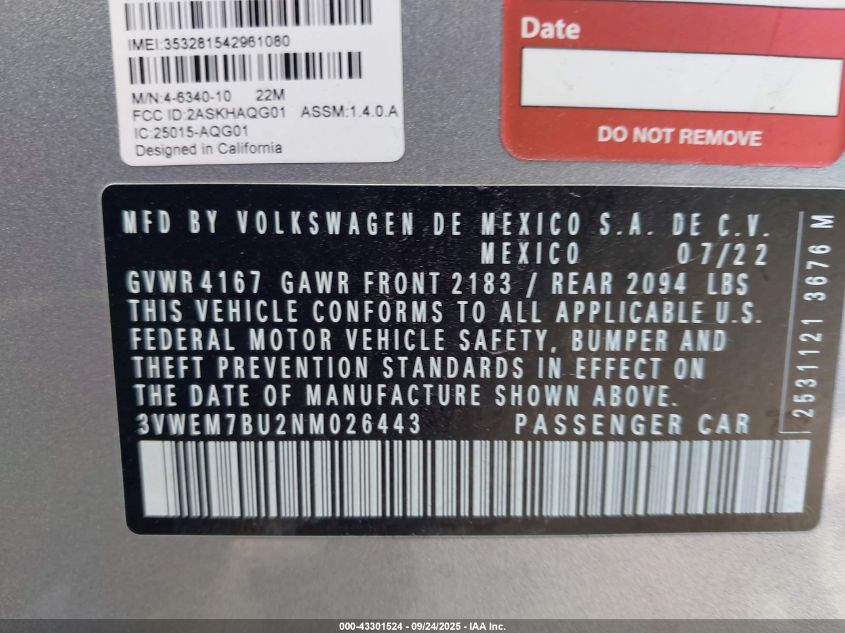 IMEI:353281542961080
M/N:4-6340-10 22M
FCC ID:2ASKHAQG01 ASSM:1.4.0.A
IC:25015-AQG01
Designed in California
Date
DO NOT REMOVE
MFD BY VOLKSWAGEN DE MEXICO S.A. DE C.V.
MEXICO 07/22
GVWR 4167 GAWR FRONT 2183 / REAR 2094 LBS
THIS VEHICLE CONFORMS TO ALL APPLICABLE U.S.
FEDERAL MOTOR VEHICLE SAFETY, BUMPER AND
THEFT PREVENTION STANDARDS IN EFFECT ON
THE DATE OF MANUFACTURE SHOWN ABOVE.
3VWEM7BU2NM026443 PASSENGER CAR
2531121 3676 M
000-43301524 - 09/24/2025 - IAA Inc.